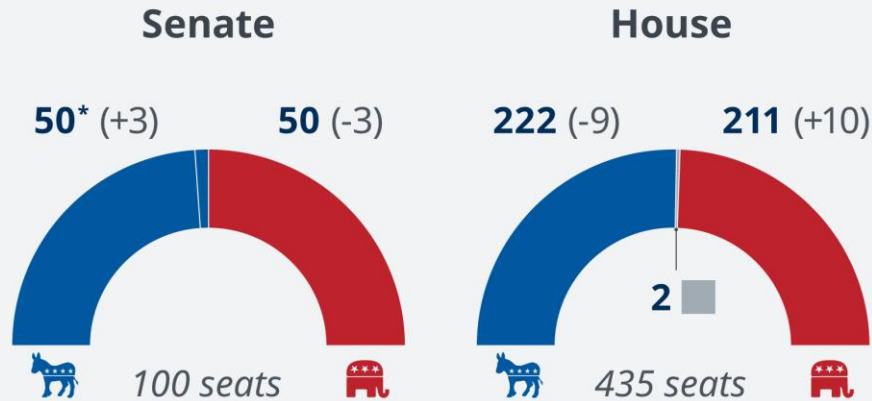 Senate
House
50* (+3)
50 (-3)
222 (-9)
211 (+10)
2
100 seats
435 seats